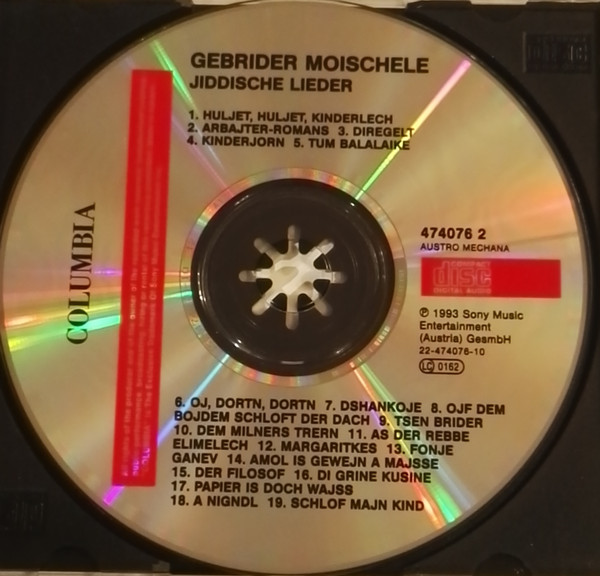 GEBRIDER MOISCHELE
JIDDISCHE LIEDER
1. HULJET, HULJET, KINDERLECH
2. ARBAJTER-ROMANS 3. DIREGELT
4. KINDERJORN 5. TUM BALALAIKE
COLUMBIA
474076 2
AUSTRO MECHANA
COMPACT
disc
DIGITAL AUDIO
℗ 1993 Sony Music
Entertainment
(Austria) GesmbH
22-474076-10
LC 0162
6. OJ, DORTN, DORTN 7. DSHANKOJE 8. OJF DEM
BOJDEM SCHLOFT DER DACH 9. TSEN BRIDER
10. DEM MILNERS TRERN 11. AS DER REBBE
ELIMELECH 12. MARGARITKES 13. FONJE
GANEV 14. AMOL IS GEWEJN A MAJSSE
15. DER FILOSOF 16. DI GRINE KUSINE
17. PAPIER IS DOCH WAJSS
18. A NIGNDL 19. SCHLOF MAJN KIND